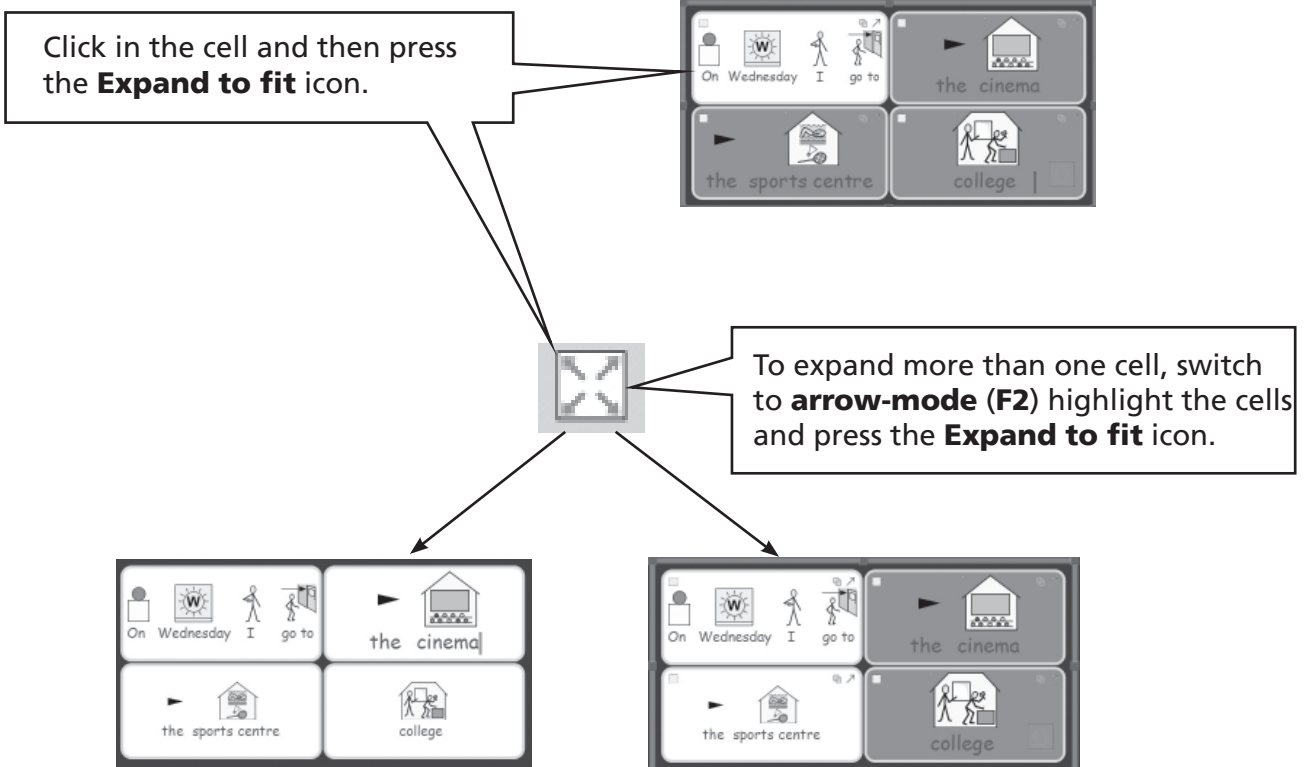 Click in the cell and then press
the Expand to fit icon.
W
On Wednesday I go to
the cinema
the sports centre
college
To expand more than one cell, switch
to arrow-mode (F2) highlight the cells
and press the Expand to fit icon.
W
On Wednesday I go to
the cinema
the sports centre
college
W
On Wednesday I go to
the cinema
the sports centre
college